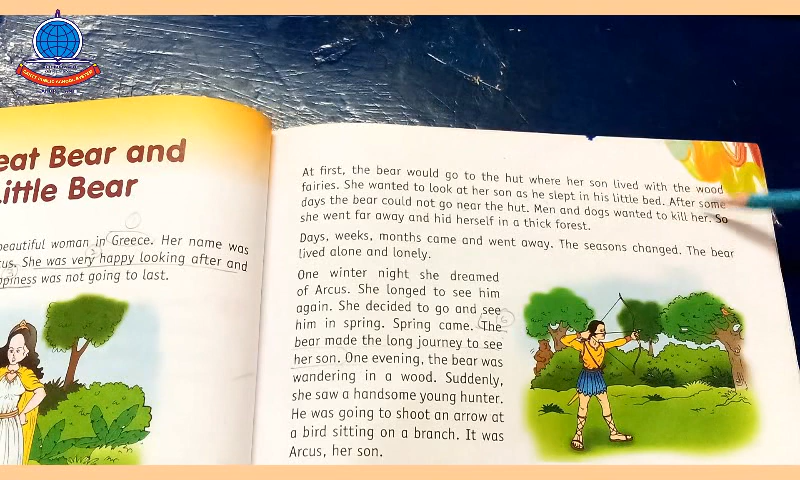 eat Bear and
Little Bear
beautiful woman in Greece. Her name was
cus. She was very happy looking after and
ppiness was not going to last.
At first, the bear would go to the hut where her son lived with the wood
fairies. She wanted to look at her son as he slept in his little bed. After some
days the bear could not go near the hut. Men and dogs wanted to kill her. So
she went far away and hid herself in a thick forest.
Days, weeks, months came and went away. The seasons changed. The bear
lived alone and lonely.
One winter night she dreamed
of Arcus. She longed to see him
again. She decided to go and see
him in spring. Spring came. The
bear made the long journey to see
her son. One evening, the bear was
wandering in a wood. Suddenly,
she saw a handsome young hunter.
He was going to shoot an arrow at
a bird sitting on a branch. It was
Arcus, her son.